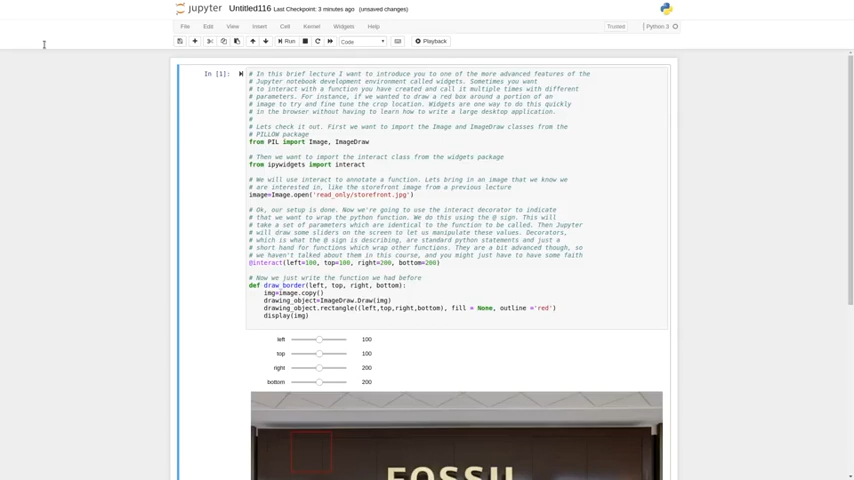 jupyter Untitled116 Last Checkpoint: 3 minutes ago (unsaved changes)
File Edit View Insert Cell Kernel Widgets Help Trusted Python 3
Run Code Playback
In [1]: # In this brief lecture I want to introduce you to one of the more advanced features of the
# Jupyter notebook development environment called widgets. Sometimes you want
# to interact with a function you have created and call it multiple times with different
# parameters. For instance, if we wanted to draw a red box around a portion of an
# image to try and fine tune the crop location. Widgets are one way to do this quickly
# in the browser without having to learn how to write a large desktop application.
#
# Lets check it out. First we want to import the Image and ImageDraw classes from the
# PILLOW package
from PIL import Image, ImageDraw
# Then we want to import the interact class from the widgets package
from ipywidgets import interact
# We will use interact to annotate a function. Lets bring in an image that we know we
# are interested in, like the storefront image from a previous lecture
image=Image.open('read_only/storefront.jpg')
# Ok, our setup is done. Now we're going to use the interact decorator to indicate
# that we want to wrap the python function. We do this using the @ sign. This will
# take a set of parameters which are identical to the function to be called. Then Jupyter
# will draw some sliders on the screen to let us manipulate these values. Decorators,
# which is what the @ sign is describing, are standard python statements and just a
# short hand for functions which wrap other functions. They are a bit advanced though, so
# we haven't talked about them in this course, and you might just have to have some faith
@interact(left=100, top=100, right=200, bottom=200)
# Now we just write the function we had before
def draw_border(left, top, right, bottom):
img=image.copy()
drawing_object=ImageDraw.Draw(img)
drawing_object.rectangle((left,top,right,bottom), fill = None, outline ='red')
display(img)
left 100
top 100
right 200
bottom 200